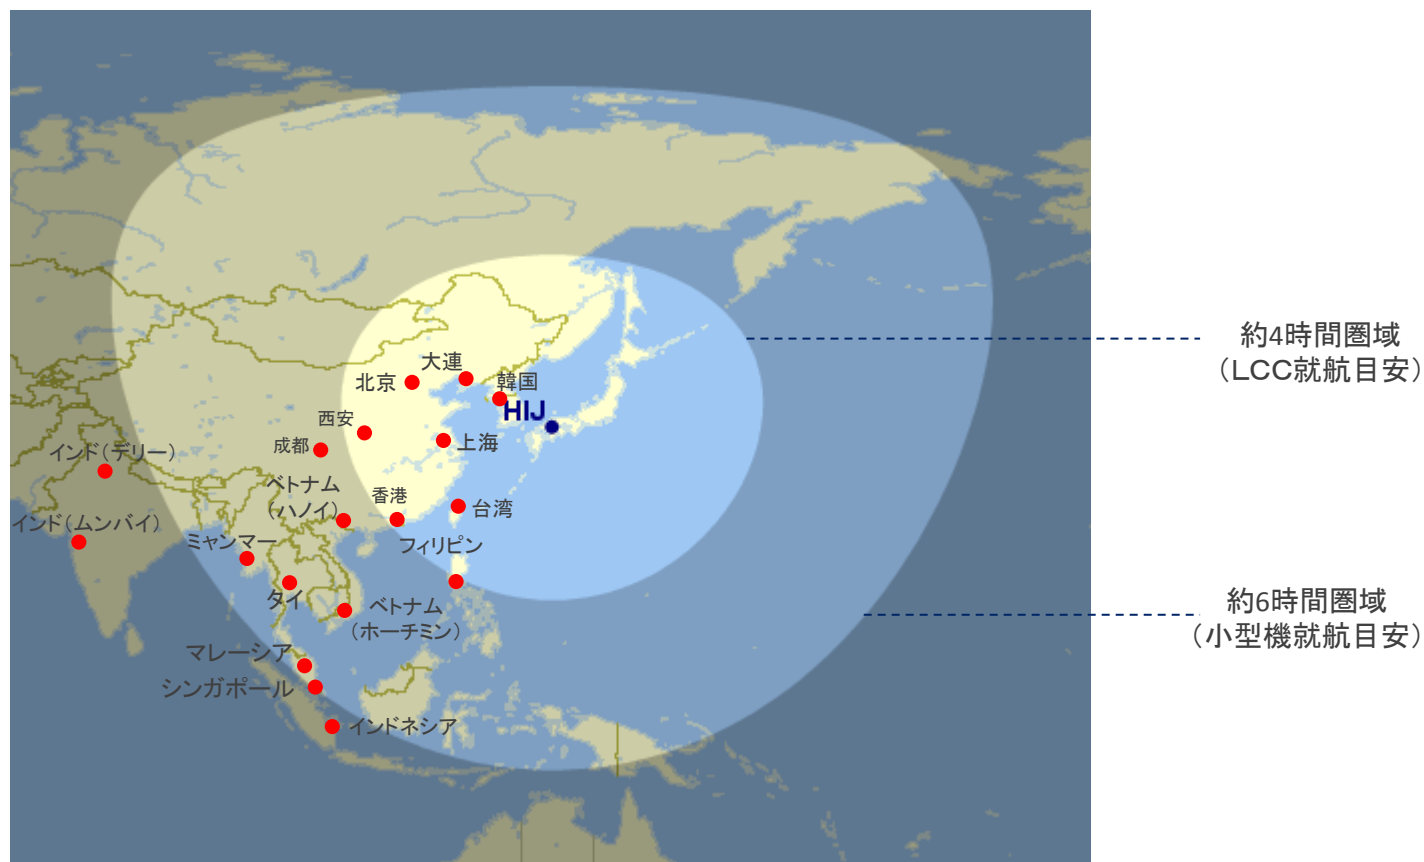 約4時間圏域
（ＬＣＣ就航目安）
大連
北京
韓国
HIJ
西安
成都
上海
インド（デリー）
ベトナム
（ハノイ）
香港
台湾
インド（ムンバイ）
ミャンマー
フィリピン
タイ
ベトナム
（ホーチミン）
約6時間圏域
（小型機就航目安）
マレーシア
シンガポール
インドネシア